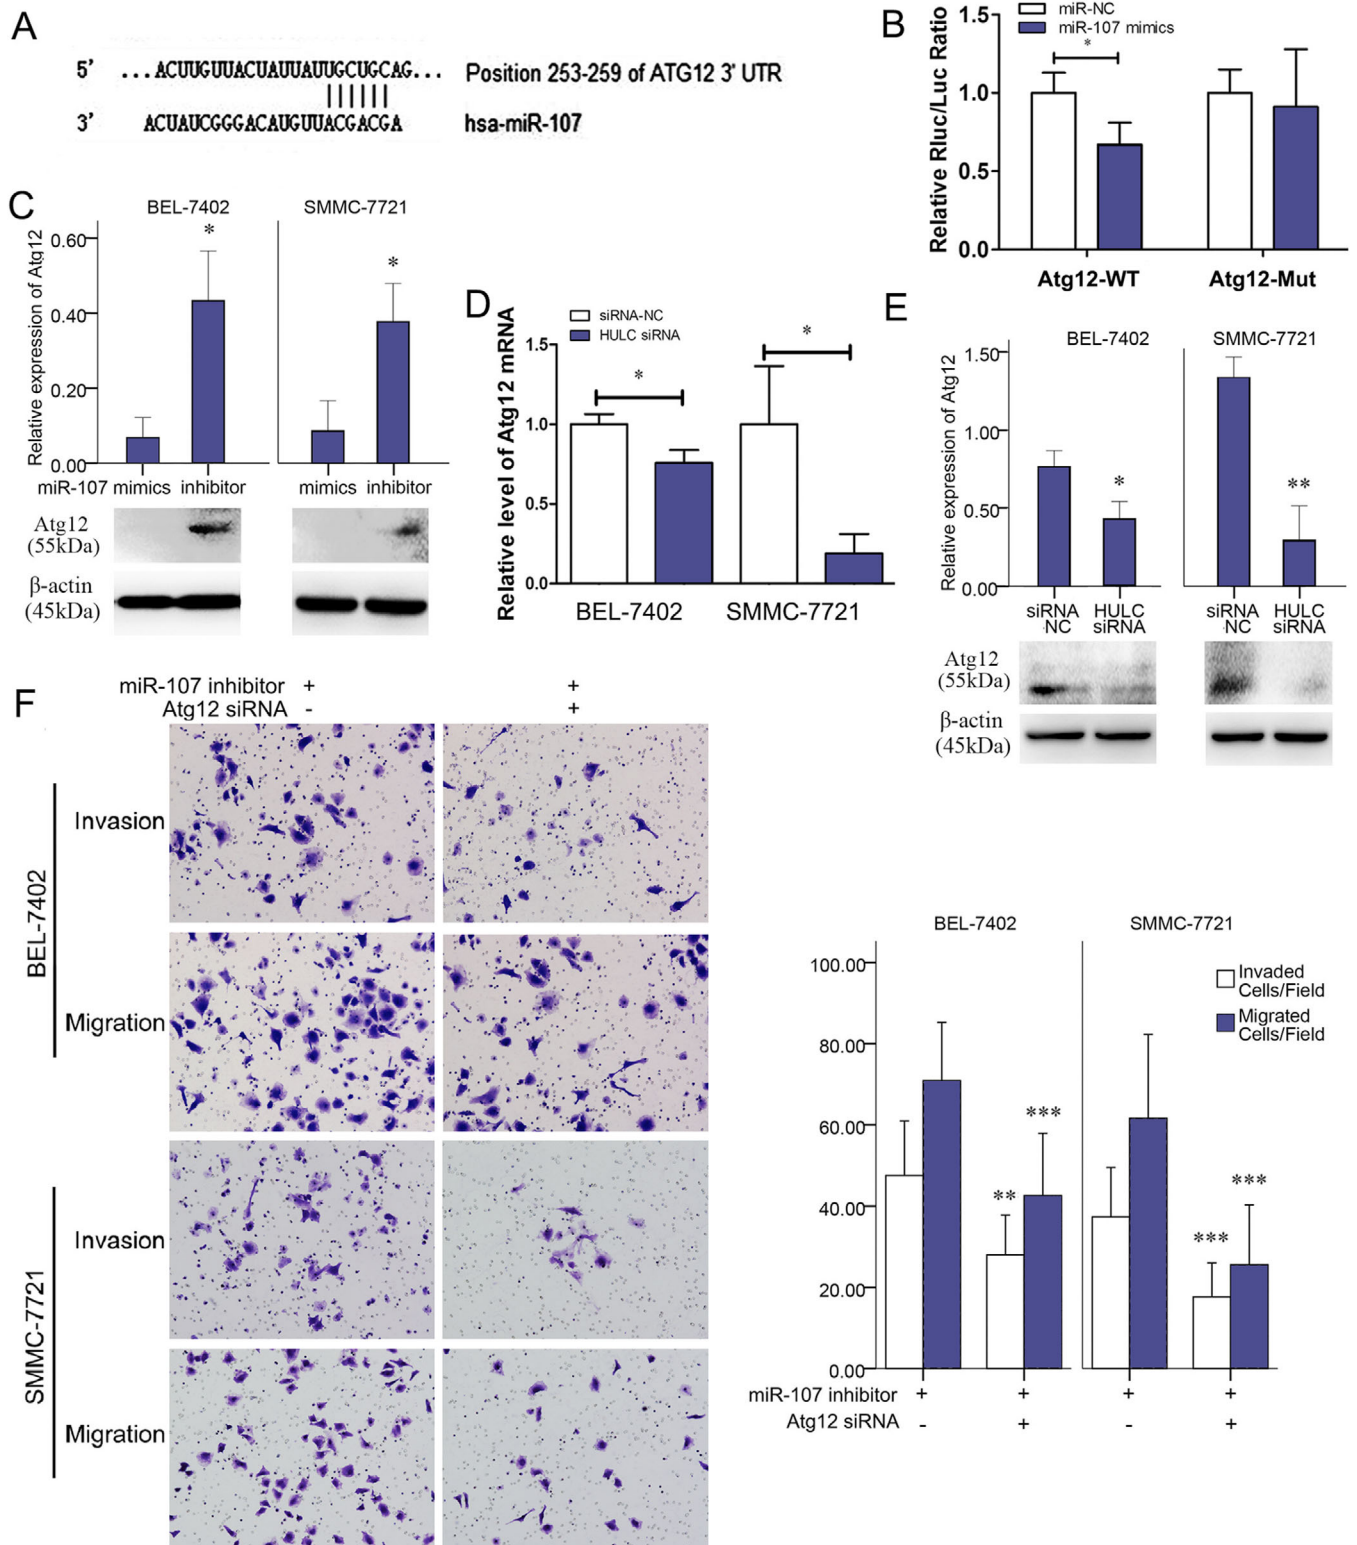 A
5' ...ACUUGUUACUAUUAUUGCUGCAG... Position 253-259 of ATG12 3' UTR
3' ACUAUCGGGACAUGUUACGACGA hsa-miR-107
B
miR-NC
miR-107 mimics
*
Relative Rluc/Luc Ratio
1.5
1.0
0.5
0.0
Atg12-WT Atg12-Mut
C
BEL-7402 SMMC-7721
Relative expression of Atg12
0.60
0.40
0.20
0.00
* *
miR-107 mimics inhibitor mimics inhibitor
Atg12
(55kDa)
β-actin
(45kDa)
D
siRNA-NC
HULC siRNA
Relative level of Atg12 mRNA
1.5
1.0
0.5
0.0
* *
BEL-7402 SMMC-7721
E
BEL-7402 SMMC-7721
Relative expression of Atg12
1.50
1.00
0.50
0.00
* **
siRNA HULC siRNA HULC
NC siRNA NC siRNA
Atg12
(55kDa)
β-actin
(45kDa)
F
miR-107 inhibitor + +
Atg12 siRNA - +
BEL-7402
Invasion
Migration
SMMC-7721
Invasion
Migration
BEL-7402 SMMC-7721
Invaded
Cells/Field
Migrated
Cells/Field
100.00
80.00
60.00
40.00
20.00
0.00
** *** *** ***
miR-107 inhibitor + + + +
Atg12 siRNA - + - +